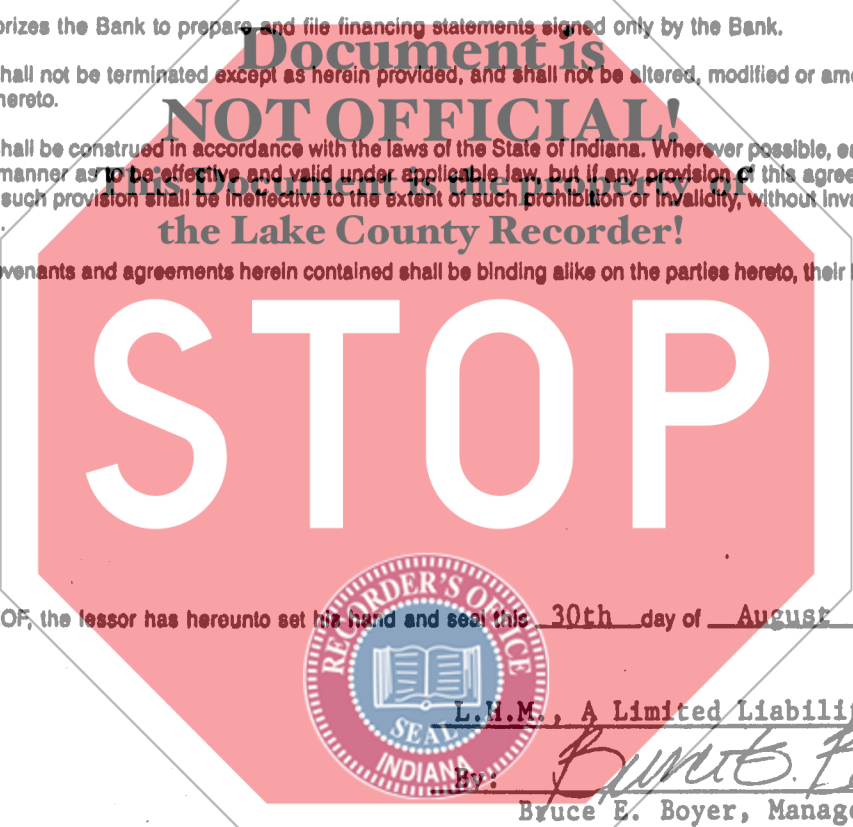 orizes the Bank to prepare and file financing statements signed only by the Bank.
Document is
hall not be terminated except as herein provided, and shall not be altered, modified or ame
hereto.
NOT OFFICIAL!
hall be construed in accordance with the laws of the State of Indiana. Wherever possible, ea
manner as to be effective and valid under applicable law, but if any provision of this agree
This Document is the property of
such provision shall be ineffective to the extent of such prohibition or invalidity, without inva
the Lake County Recorder!
venants and agreements herein contained shall be binding alike on the parties hereto, their
STOP
RECORDER'S OFFICE
OF, the lessor has hereunto set his hand and seal this 30th day of August
SEAL
INDIANA
L.H.M., A Limited Liabili
By: Bruce E. B
Bruce E. Boyer, Manage